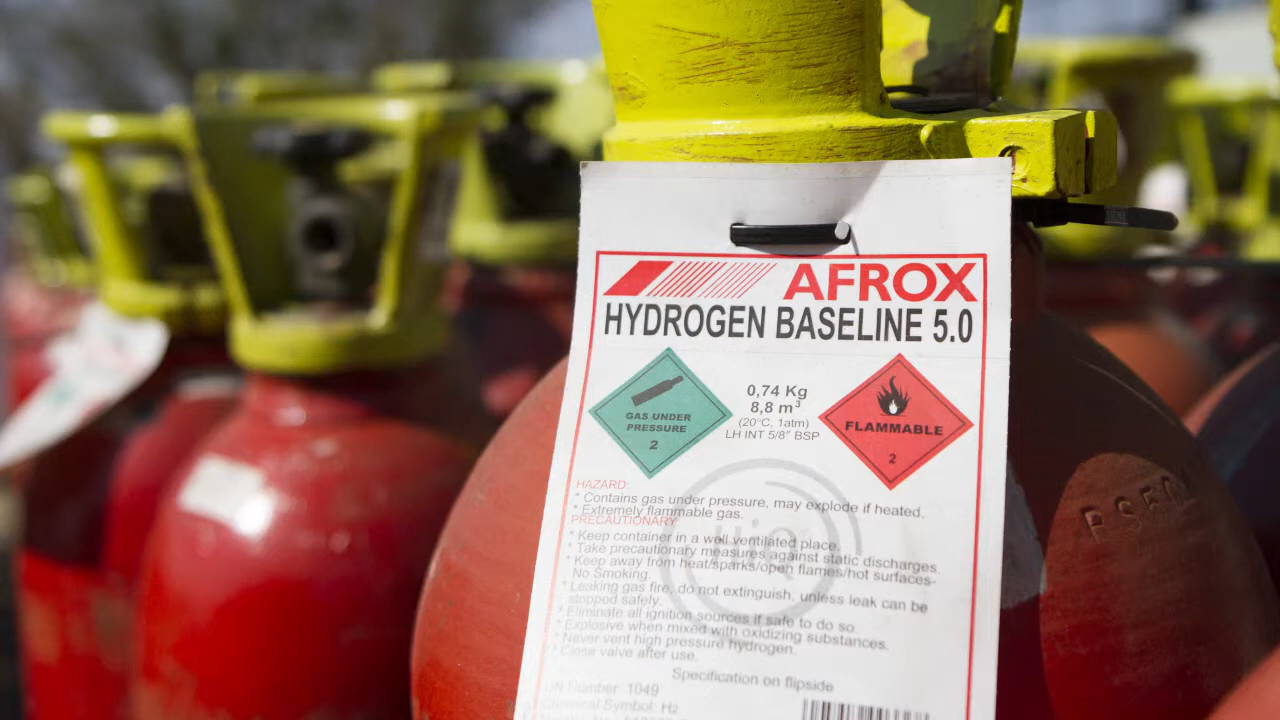 AFROX
HYDROGEN BASELINE 5.0
GAS UNDER
PRESSURE
2
0,74 Kg
8,8 m³
(20°C, 1atm)
LH INT 5/8" BSP
FLAMMABLE
2
HAZARD:
* Contains gas under pressure, may explode if heated.
* Extremely flammable gas.
PRECAUTIONARY
* Keep container in a well ventilated place.
* Take precautionary measures against static discharges.
* Keep away from heat/sparks/open flames/hot surfaces-
No Smoking.
* Leaking gas fire, do not extinguish, unless leak can be
stopped safely.
* Eliminate all ignition sources if safe to do so
* Explosive when mixed with oxidizing substances.
* Never vent high pressure hydrogen.
* Close valve after use.
Specification on flipside
UN Number: 1049
Chemical Symbol: H2
HiQ